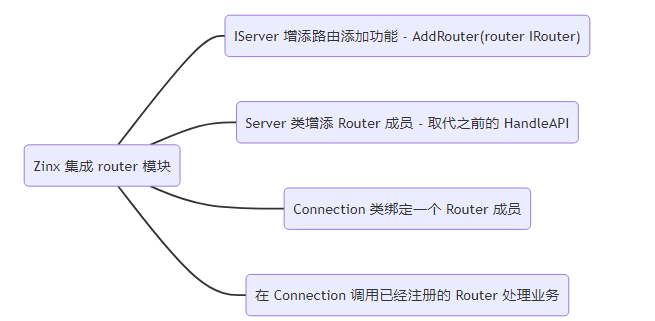 IServer 增添路由添加功能 - AddRouter(router IRouter)
Server 类增添 Router 成员 - 取代之前的 HandleAPI
Zinx 集成 router 模块
Connection 类绑定一个 Router 成员
在 Connection 调用已经注册的 Router 处理业务